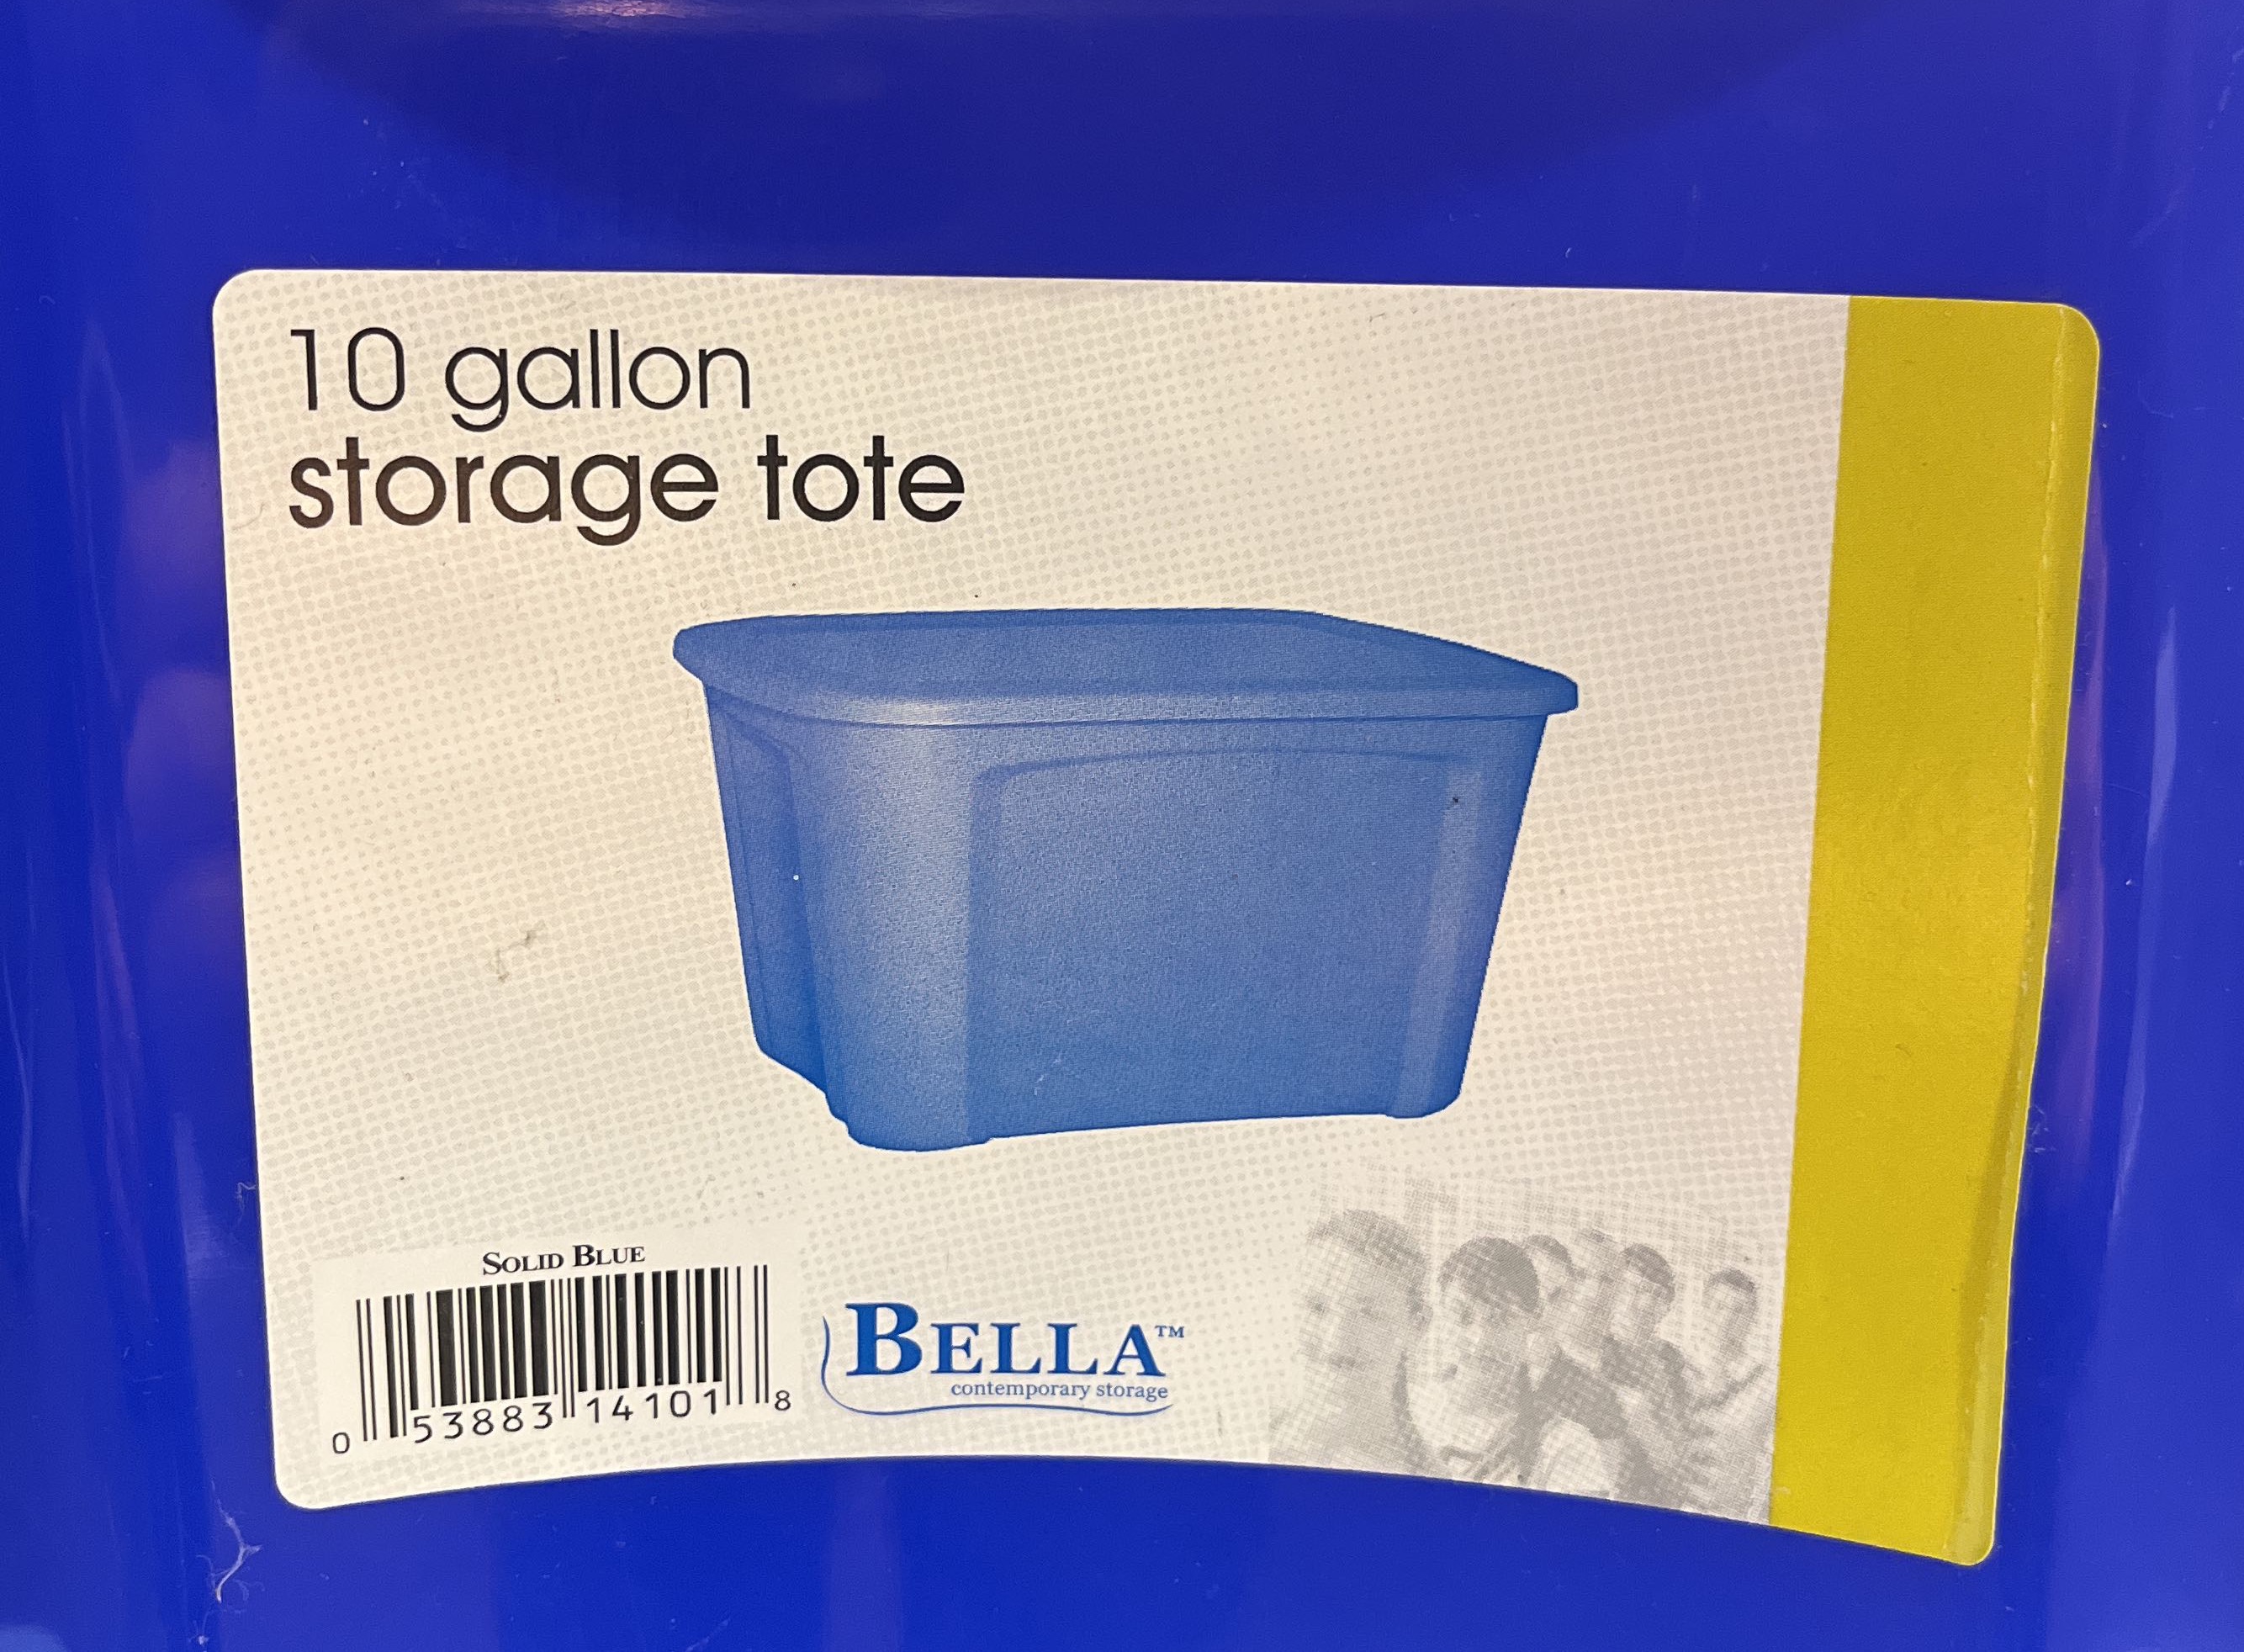 10 gallon
storage tote
SOLID BLUE
0 53883 14101 8
BELLA™
contemporary storage